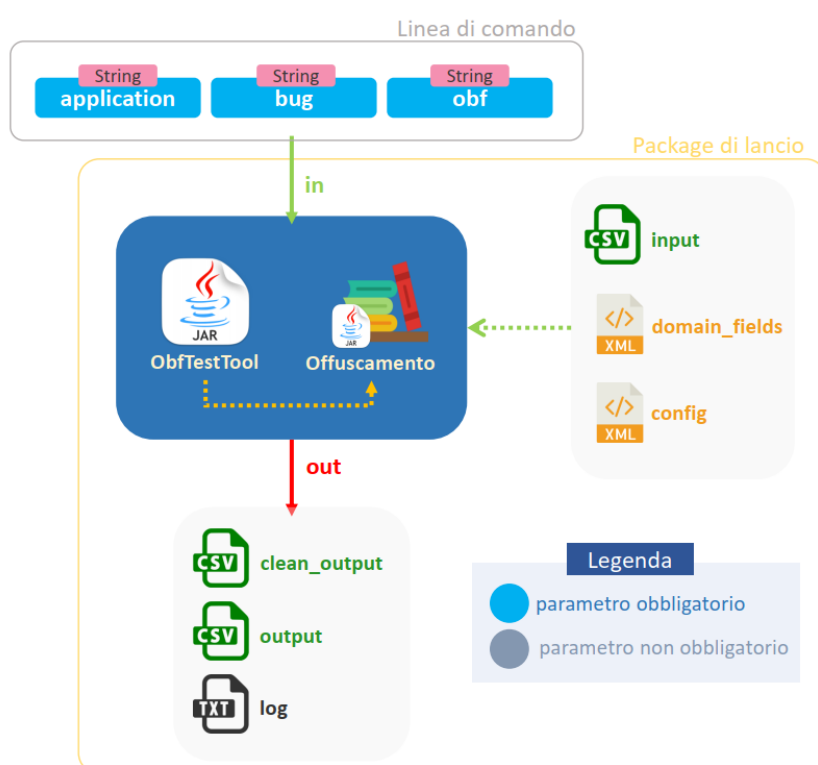 Linea di comando
String
application
String
bug
String
obf
Package di lancio
in
CSV
input
JAR
ObfTestTool
JAR
Offuscamento
</>
XML
domain_fields
</>
XML
config
out
CSV
clean_output
CSV
output
TXT
log
Legenda
parametro obbligatorio
parametro non obbligatorio